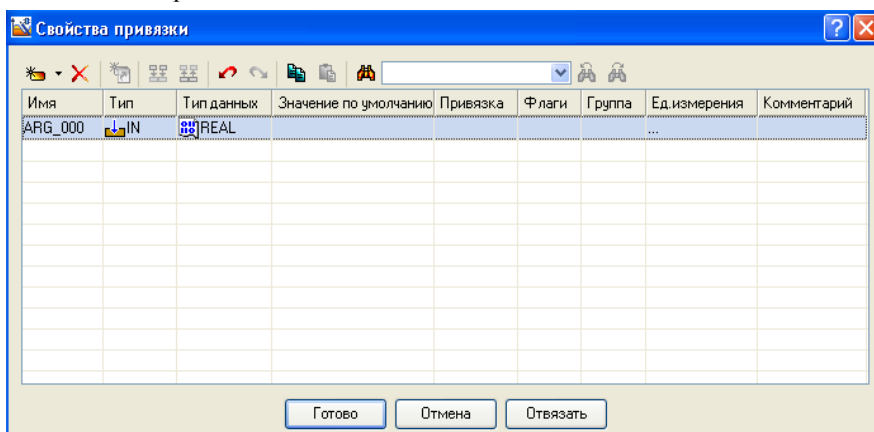 Свойства привязки
Имя Тип Тип данных Значение по умолчанию Привязка Флаги Группа Ед.измерения Комментарий
ARG_000 IN REAL ...
Готово Отмена Отвязать